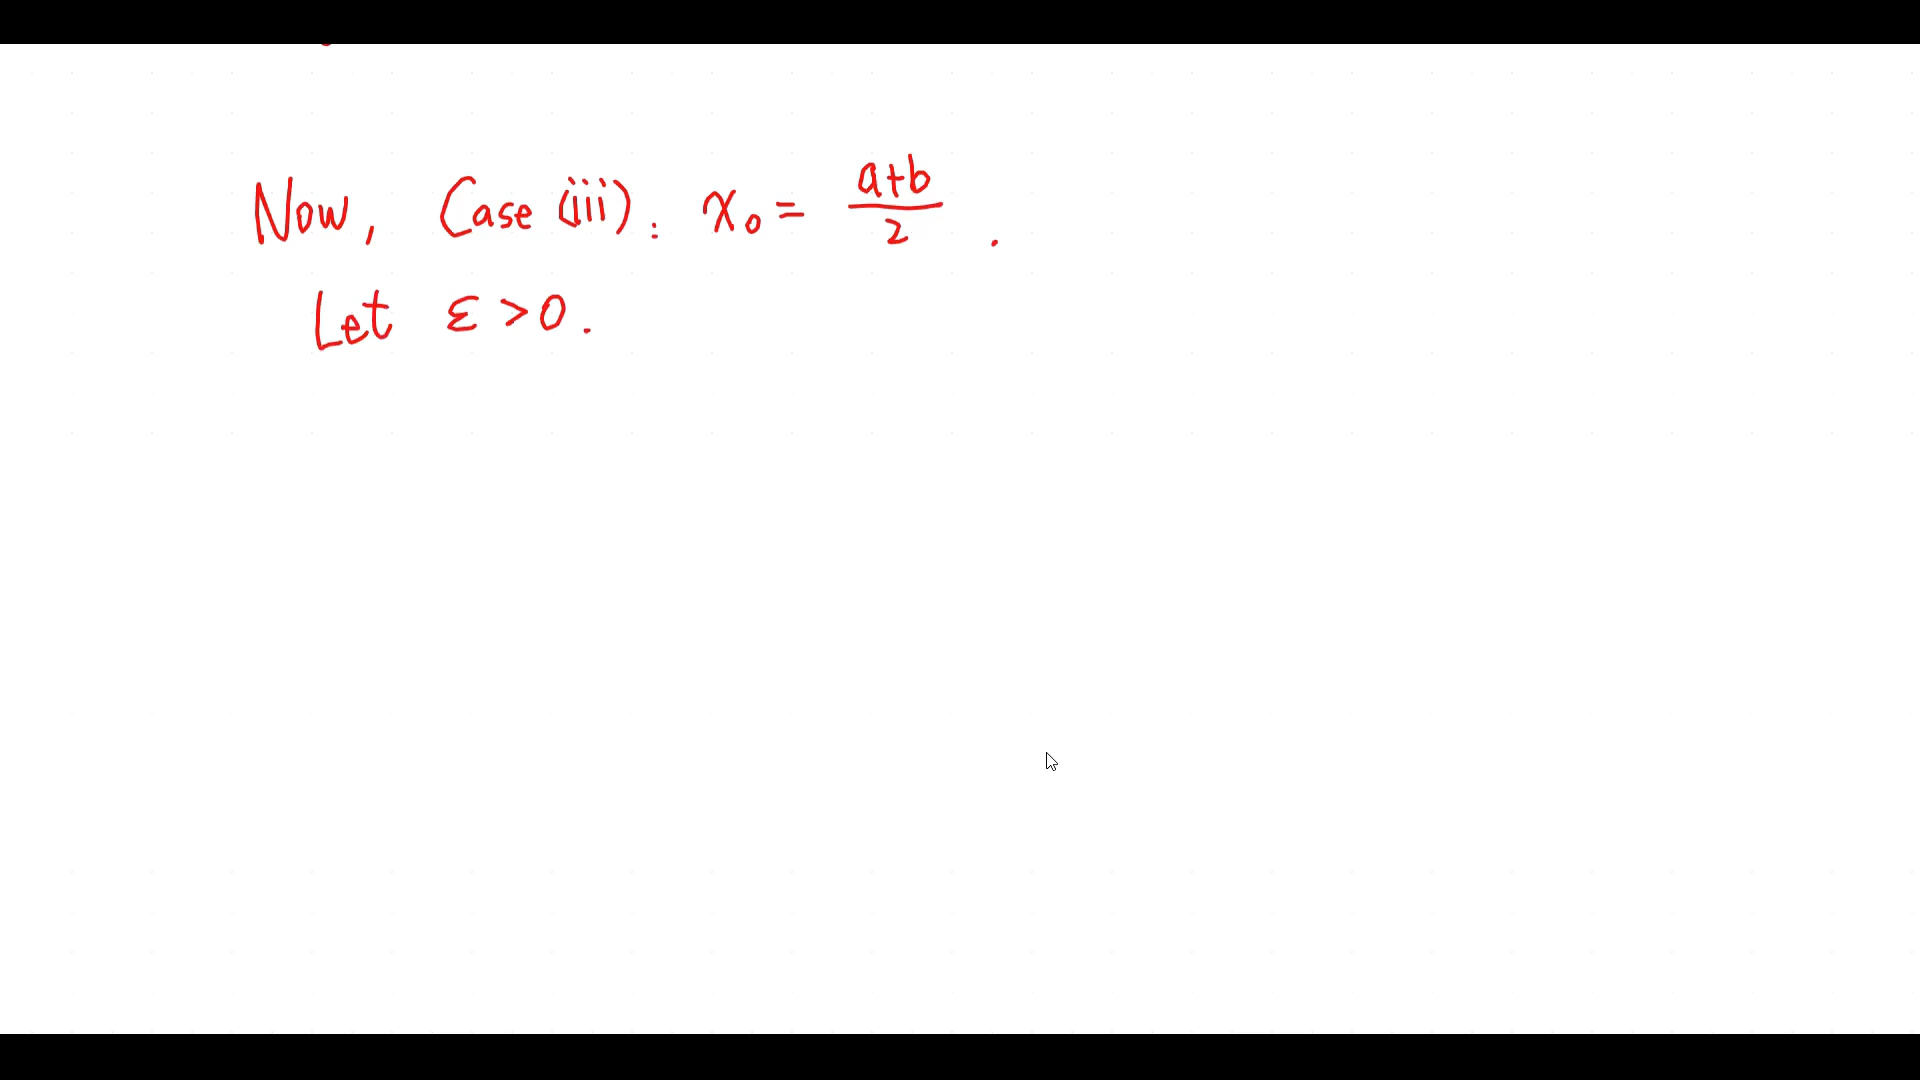 Now, Case (iii): x₀ = (a+b)/2 .
Let ε > 0 .